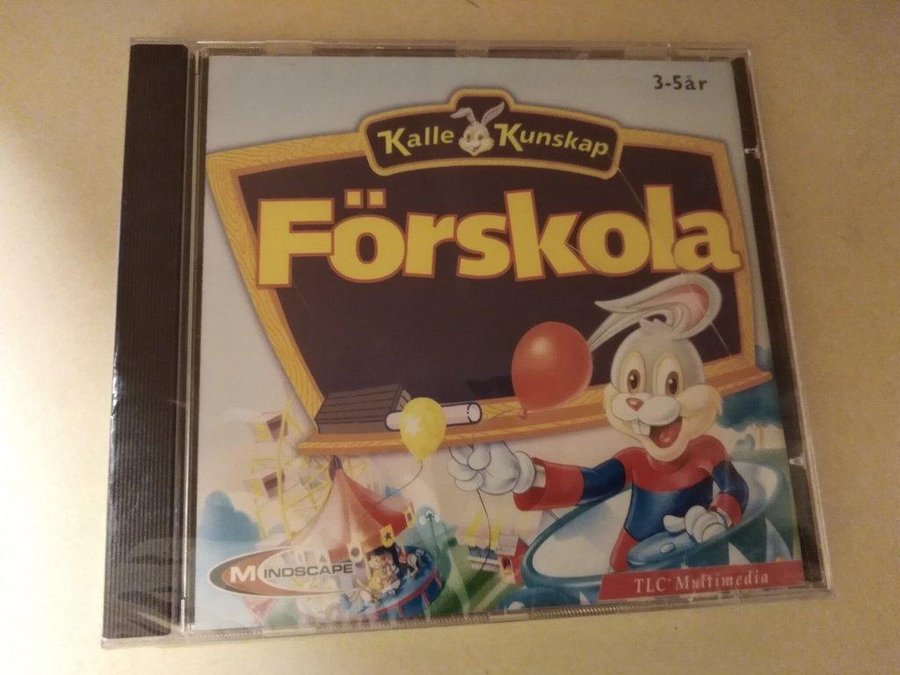 3-5år
Kalle Kunskap
Förskola
MINDSCAPE
TLC Multimedia